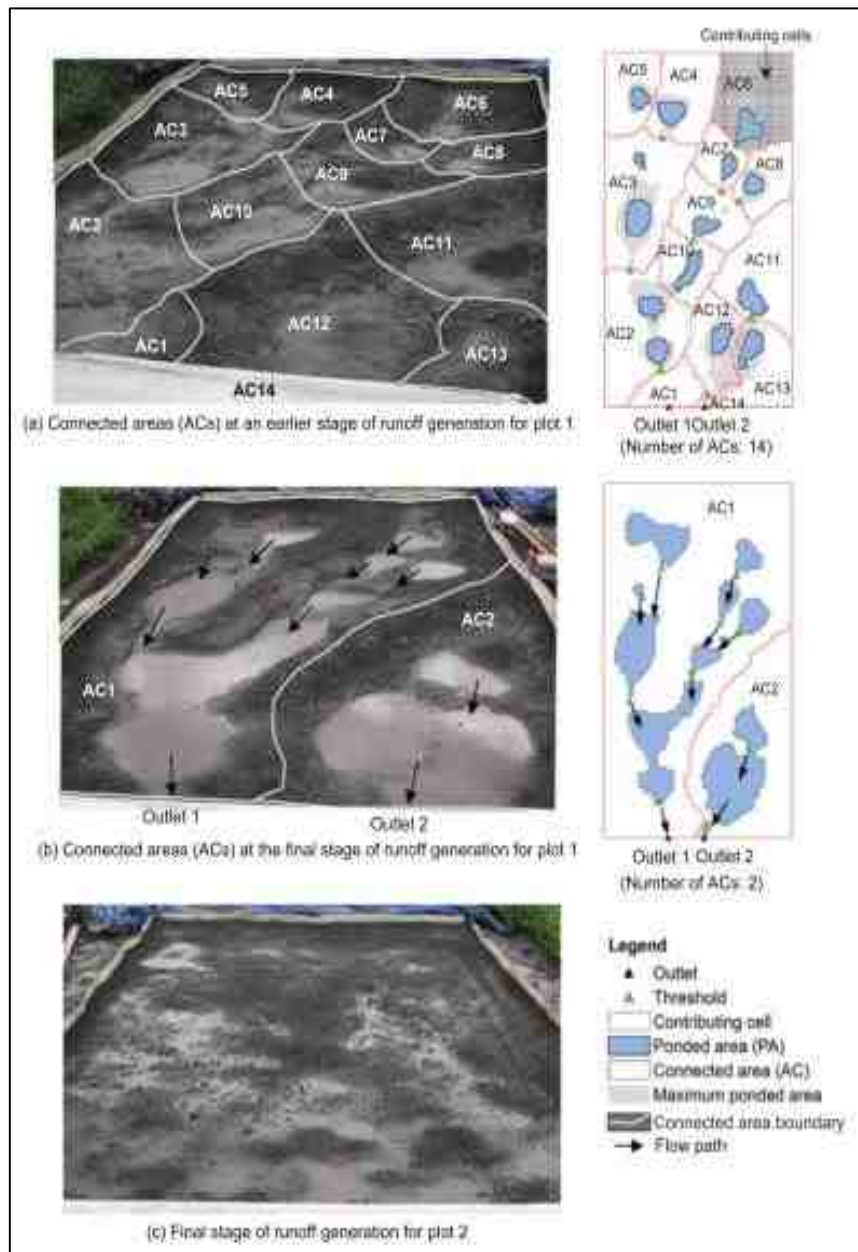 Contributing cells
AC5
AC4
AC6
AC3
AC7
AC8
AC9
AC2
AC10
AC11
AC12
AC1
AC13
AC14
AC5
AC4
AC6
AC7
AC8
AC3
AC9
AC10
AC11
AC12
AC2
AC1
AC14
AC13
Outlet 1 Outlet 2
(Number of ACs: 14)
(a) Connected areas (ACs) at an earlier stage of runoff generation for plot 1
AC2
AC1
Outlet 1
Outlet 2
AC1
AC2
Outlet 1 Outlet 2
(Number of ACs: 2)
(b) Connected areas (ACs) at the final stage of runoff generation for plot 1
Legend
Outlet
Threshold
Contributing cell
Ponded area (PA)
Connected area (AC)
Maximum ponded area
Connected area boundary
Flow path
(c) Final stage of runoff generation for plot 2